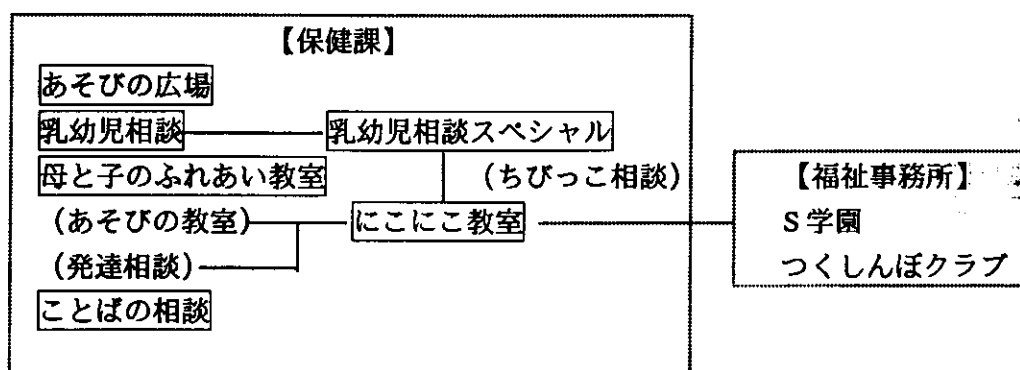 【保健課】
あそびの広場
乳幼児相談 乳幼児相談スペシャル
母と子のふれあい教室 (ちびっこ相談)
(あそびの教室) にこにこ教室
(発達相談)
ことばの相談
【福祉事務所】
S学園
つくしんぼクラブ